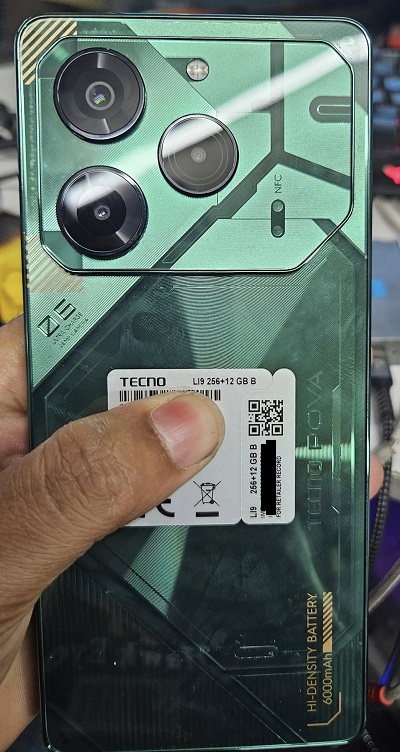 NFC
TECNO
LI9 256+12 GB B
LI9 256+12 GB B
FOR RETAILER RECORD
TECNO POVA
HI-DENSITY BATTERY
6000mAh